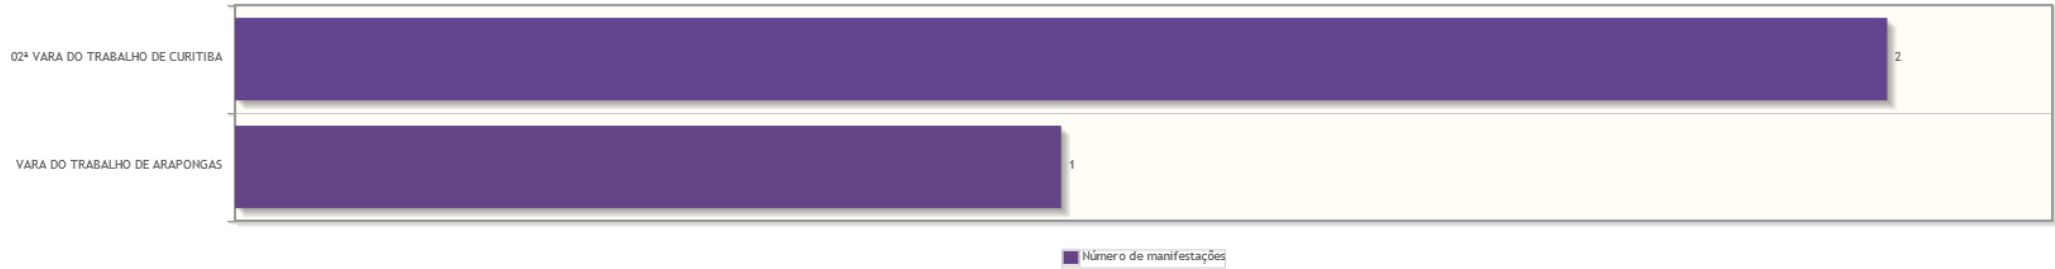 02ª VARA DO TRABALHO DE CURITIBA
2
VARA DO TRABALHO DE ARAPONGAS
1
Número de manifestações